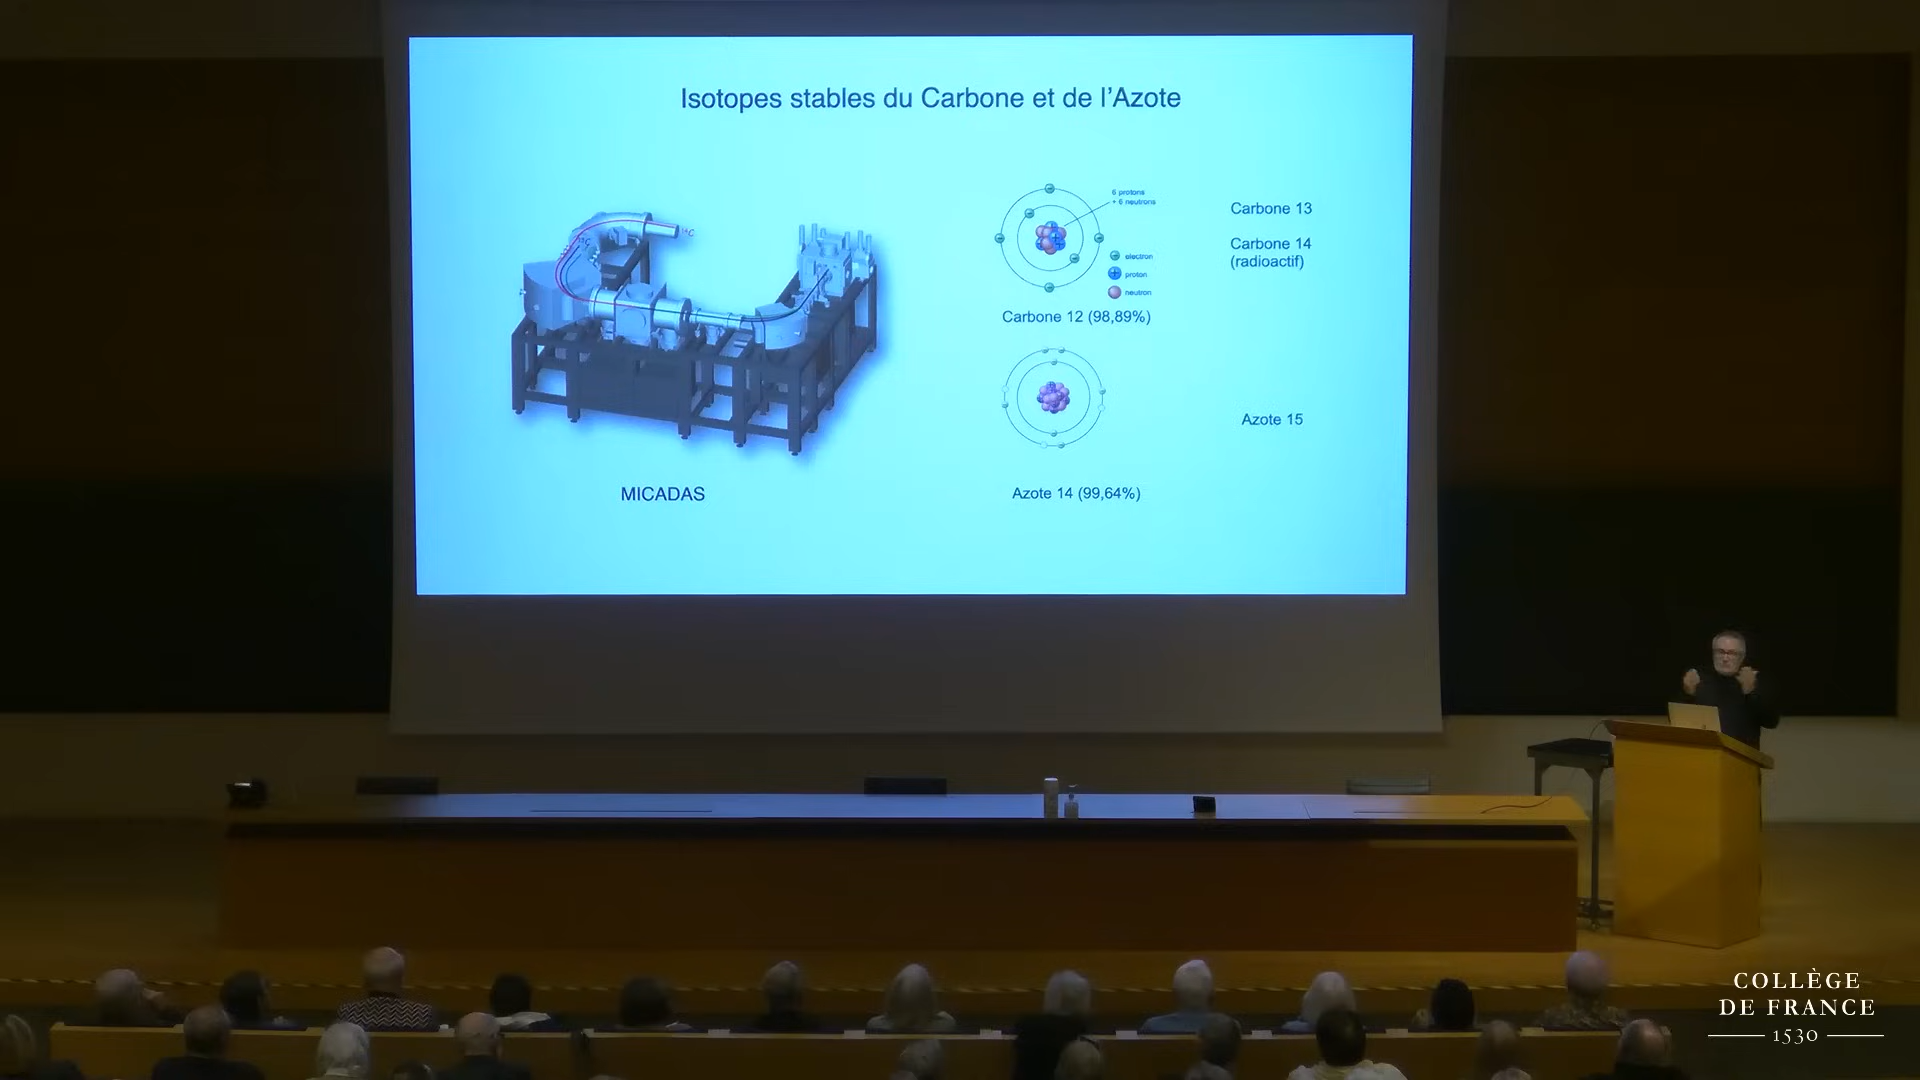 Isotopes stables du Carbone et de l'Azote
6 protons
+ 6 neutrons
electron
proton
neutron
Carbone 12 (98,89%)
Carbone 13
Carbone 14
(radioactif)
¹⁴C
MICADAS
Azote 14 (99,64%)
Azote 15
COLLÈGE
DE FRANCE
1530